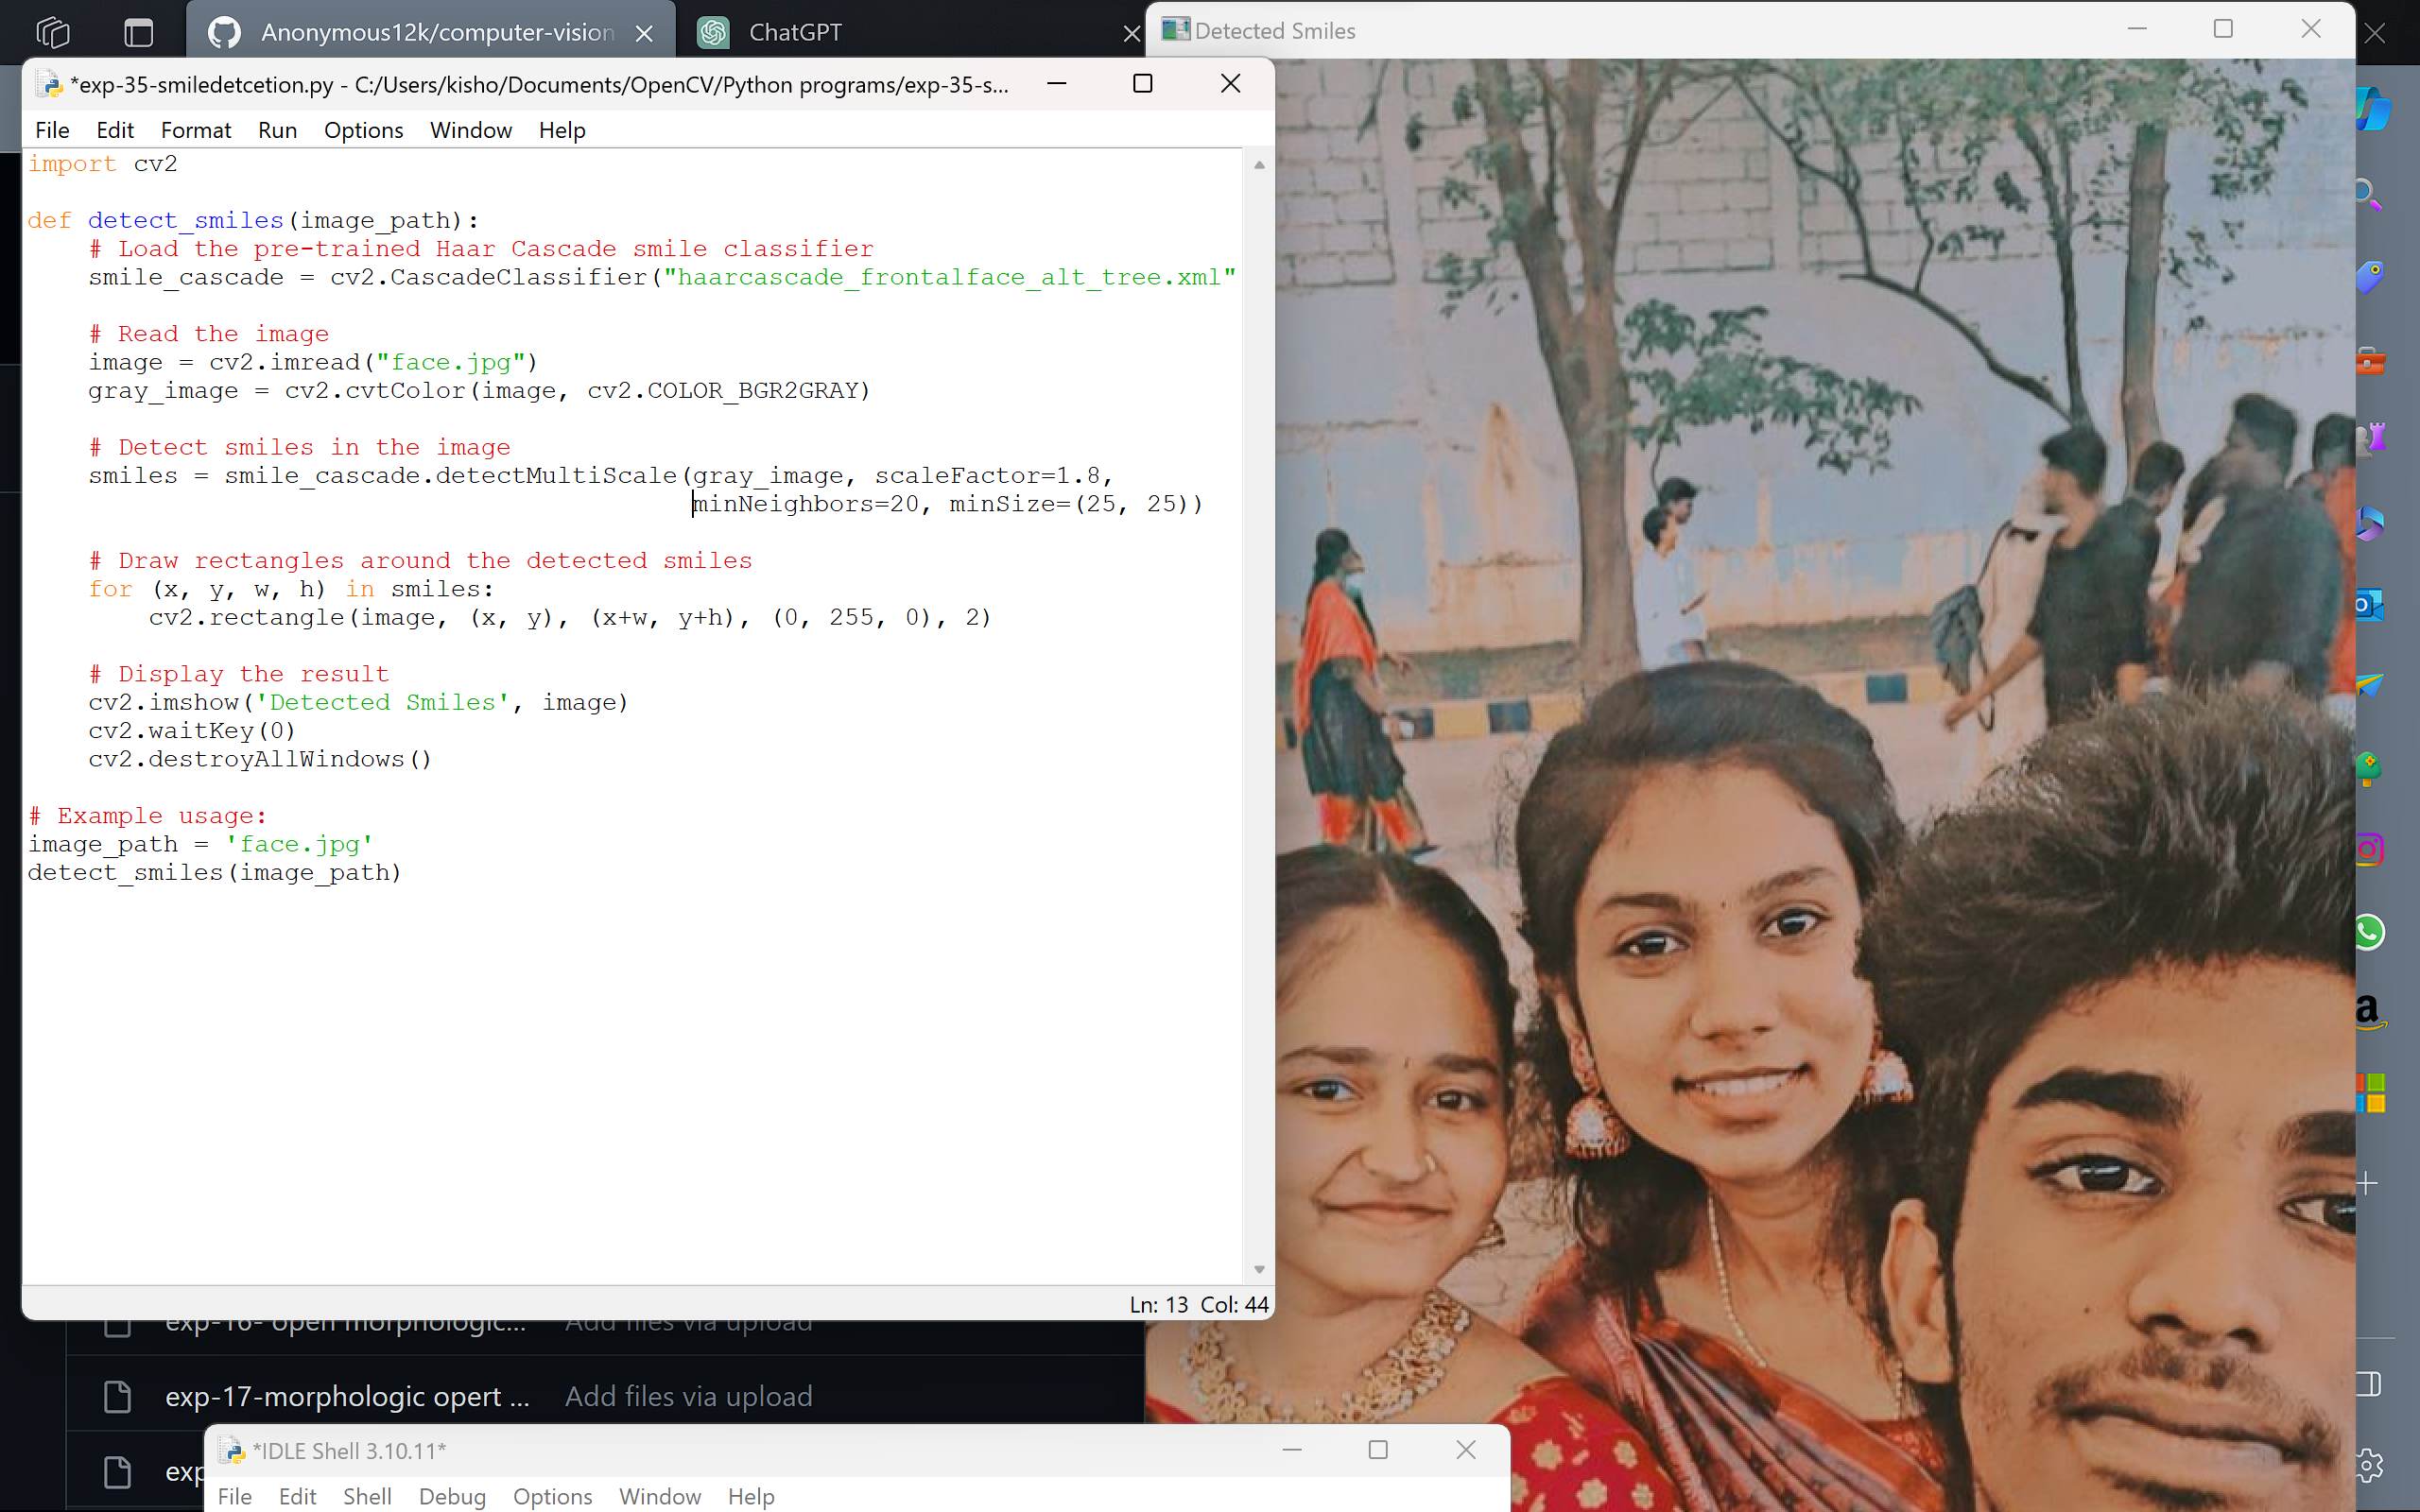 Anonymous12k/computer-vision
ChatGPT
Detected Smiles
*exp-35-smiledetcetion.py - C:/Users/kisho/Documents/OpenCV/Python programs/exp-35-s...
File Edit Format Run Options Window Help
import cv2
def detect_smiles(image_path):
# Load the pre-trained Haar Cascade smile classifier
smile_cascade = cv2.CascadeClassifier("haarcascade_frontalface_alt_tree.xml"
# Read the image
image = cv2.imread("face.jpg")
gray_image = cv2.cvtColor(image, cv2.COLOR_BGR2GRAY)
# Detect smiles in the image
smiles = smile_cascade.detectMultiScale(gray_image, scaleFactor=1.8,
minNeighbors=20, minSize=(25, 25))
# Draw rectangles around the detected smiles
for (x, y, w, h) in smiles:
cv2.rectangle(image, (x, y), (x+w, y+h), (0, 255, 0), 2)
# Display the result
cv2.imshow('Detected Smiles', image)
cv2.waitKey(0)
cv2.destroyAllWindows()
# Example usage:
image_path = 'face.jpg'
detect_smiles(image_path)
Ln: 13 Col: 44
exp-16- open morphologic... Add files via upload
exp-17-morphologic opert ... Add files via upload
exp
*IDLE Shell 3.10.11*
File Edit Shell Debug Options Window Help